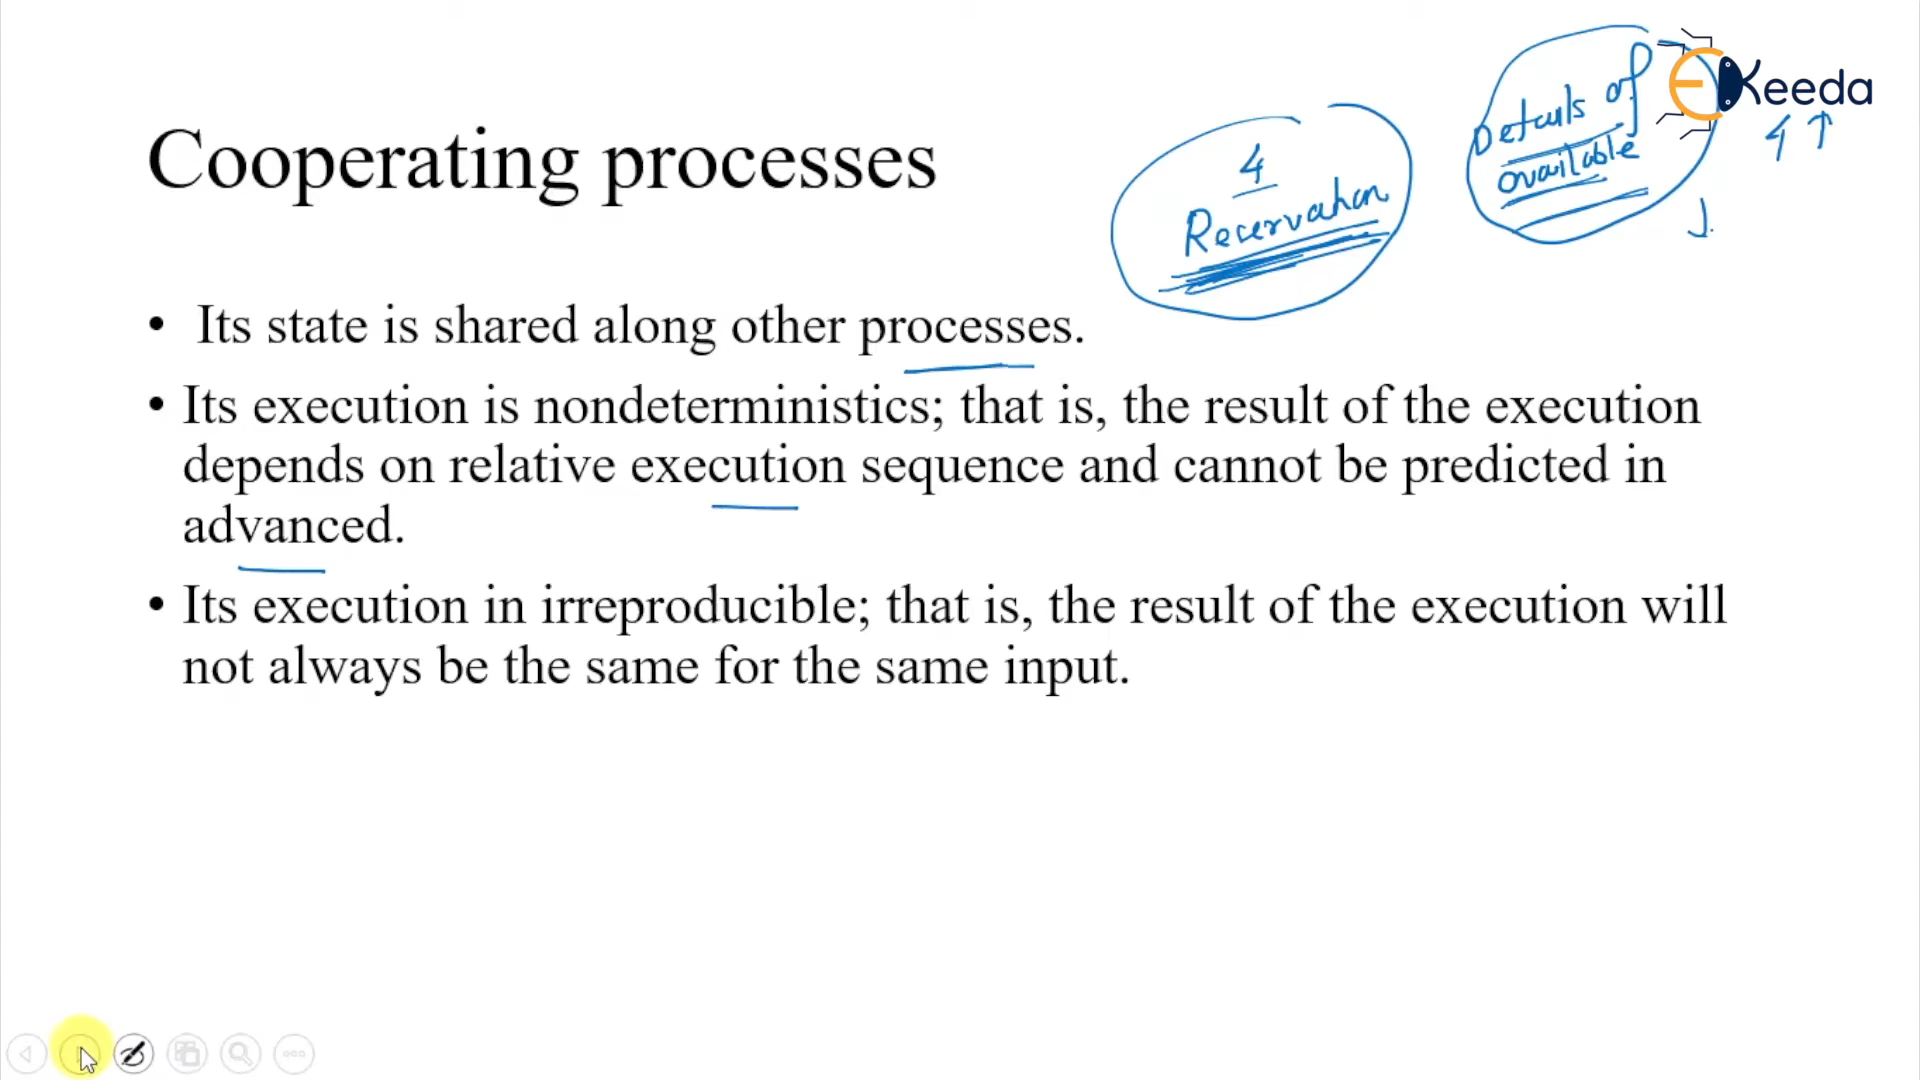 Cooperating processes
4
Reservation
Details of
available
EKeeda
4 ↑
• Its state is shared along other processes.
• Its execution is nondeterministics; that is, the result of the execution
depends on relative execution sequence and cannot be predicted in
advanced.
• Its execution in irreproducible; that is, the result of the execution will
not always be the same for the same input.